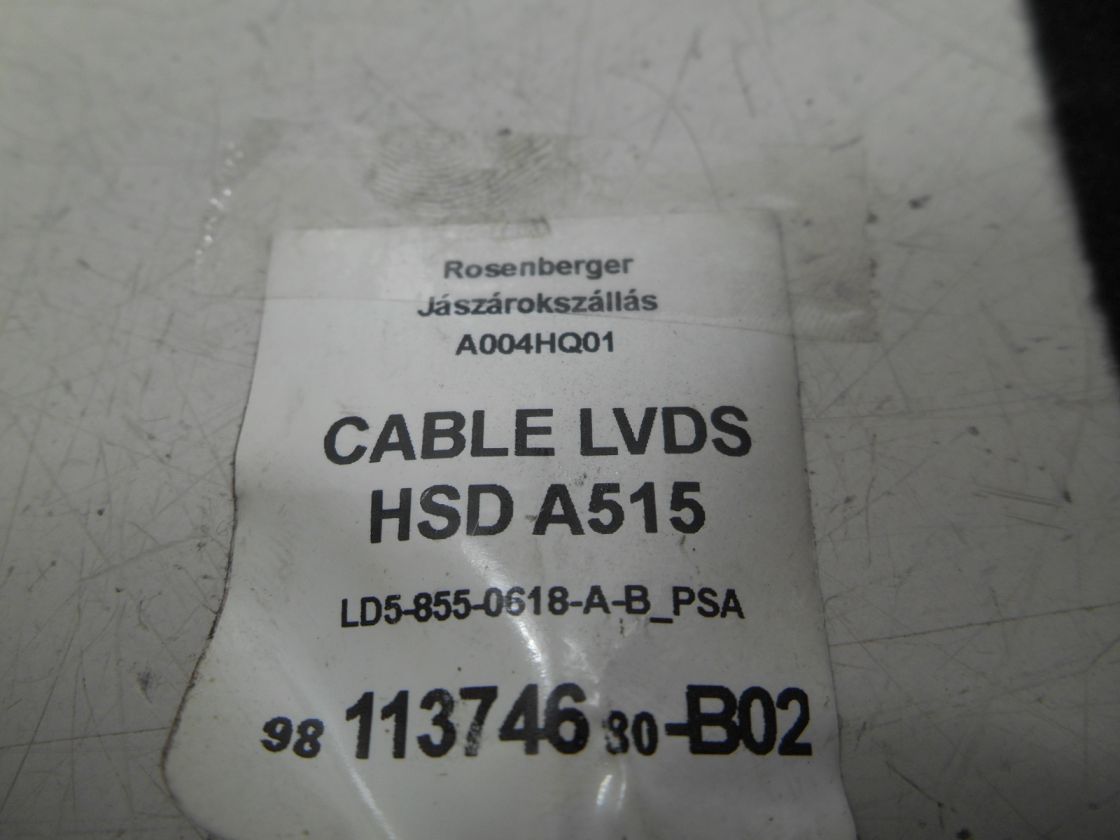 Rosenberger
Jászárokszállás
A004HQ01
CABLE LVDS
HSD A515
LD5-855-0618-A-B_PSA
98 113746 80-B02